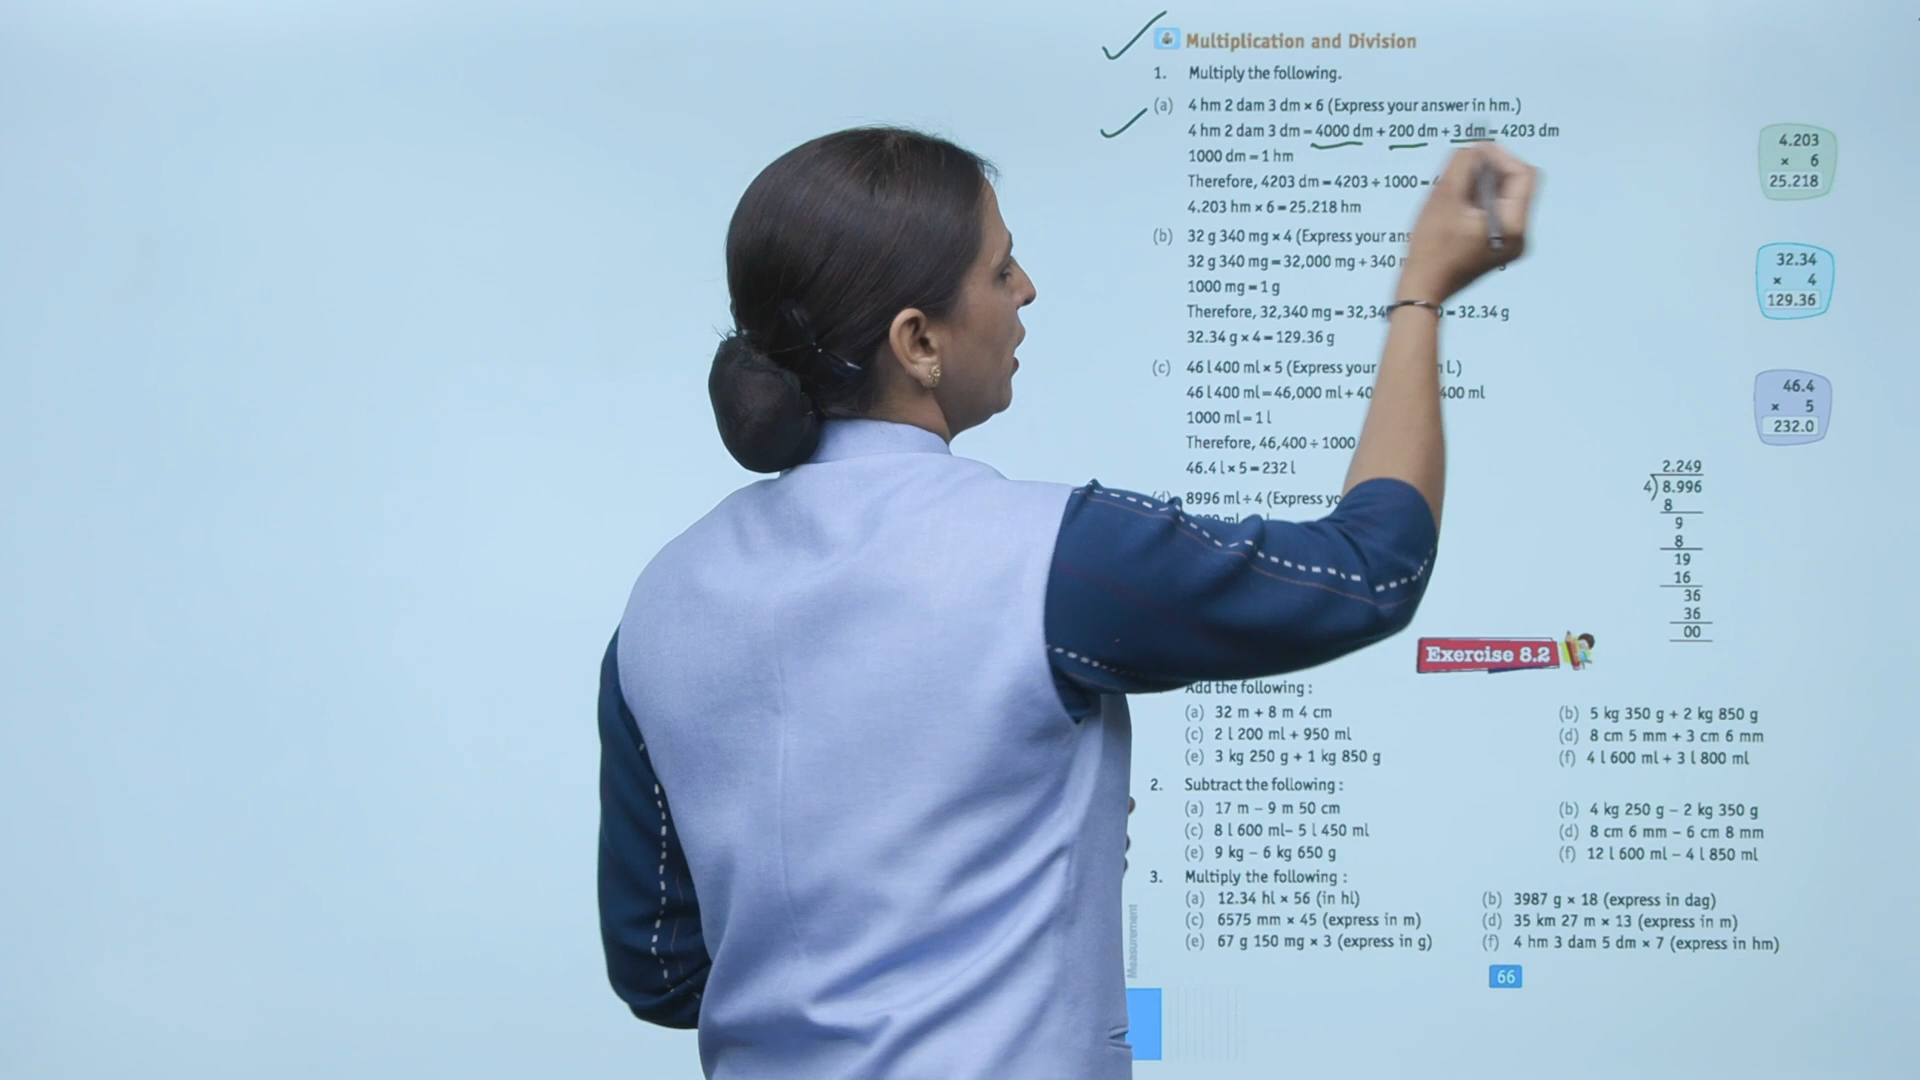 Multiplication and Division
1. Multiply the following.
(a) 4 hm 2 dam 3 dm × 6 (Express your answer in hm.)
4 hm 2 dam 3 dm = 4000 dm + 200 dm + 3 dm = 4203 dm
1000 dm = 1 hm
Therefore, 4203 dm = 4203 ÷ 1000 =
4.203 hm × 6 = 25.218 hm
4.203
× 6
25.218
(b) 32 g 340 mg × 4 (Express your
32 g 340 mg = 32,000 mg + 340
1000 mg = 1 g
Therefore, 32,340 mg = = 32.34 g
32.34 g × 4 = 129.36 g
32.34
× 4
129.36
(c) 46 l 400 ml × 5 (Express your L)
46 l 400 ml = 46,000 ml + 400 ml
1000 ml = 1 l
Therefore, 46,400 ÷ 1000
46.4 l × 5 = 232 l
46.4
× 5
232.0
(d) 8996 ml ÷ 4 (Express
2.249
4)8.996
8
9
8
19
16
36
36
00
Exercise 8.2
Add the following :
(a) 32 m + 8 m 4 cm (b) 5 kg 350 g + 2 kg 850 g
(c) 2 l 200 ml + 950 ml (d) 8 cm 5 mm + 3 cm 6 mm
(e) 3 kg 250 g + 1 kg 850 g (f) 4 l 600 ml + 3 l 800 ml
2. Subtract the following :
(a) 17 m – 9 m 50 cm (b) 4 kg 250 g – 2 kg 350 g
(c) 8 l 600 ml– 5 l 450 ml (d) 8 cm 6 mm – 6 cm 8 mm
(e) 9 kg – 6 kg 650 g (f) 12 l 600 ml – 4 l 850 ml
3. Multiply the following :
(a) 12.34 hl × 56 (in hl) (b) 3987 g × 18 (express in dag)
(c) 6575 mm × 45 (express in m) (d) 35 km 27 m × 13 (express in m)
(e) 67 g 150 mg × 3 (express in g) (f) 4 hm 3 dam 5 dm × 7 (express in hm)
Measurement
66